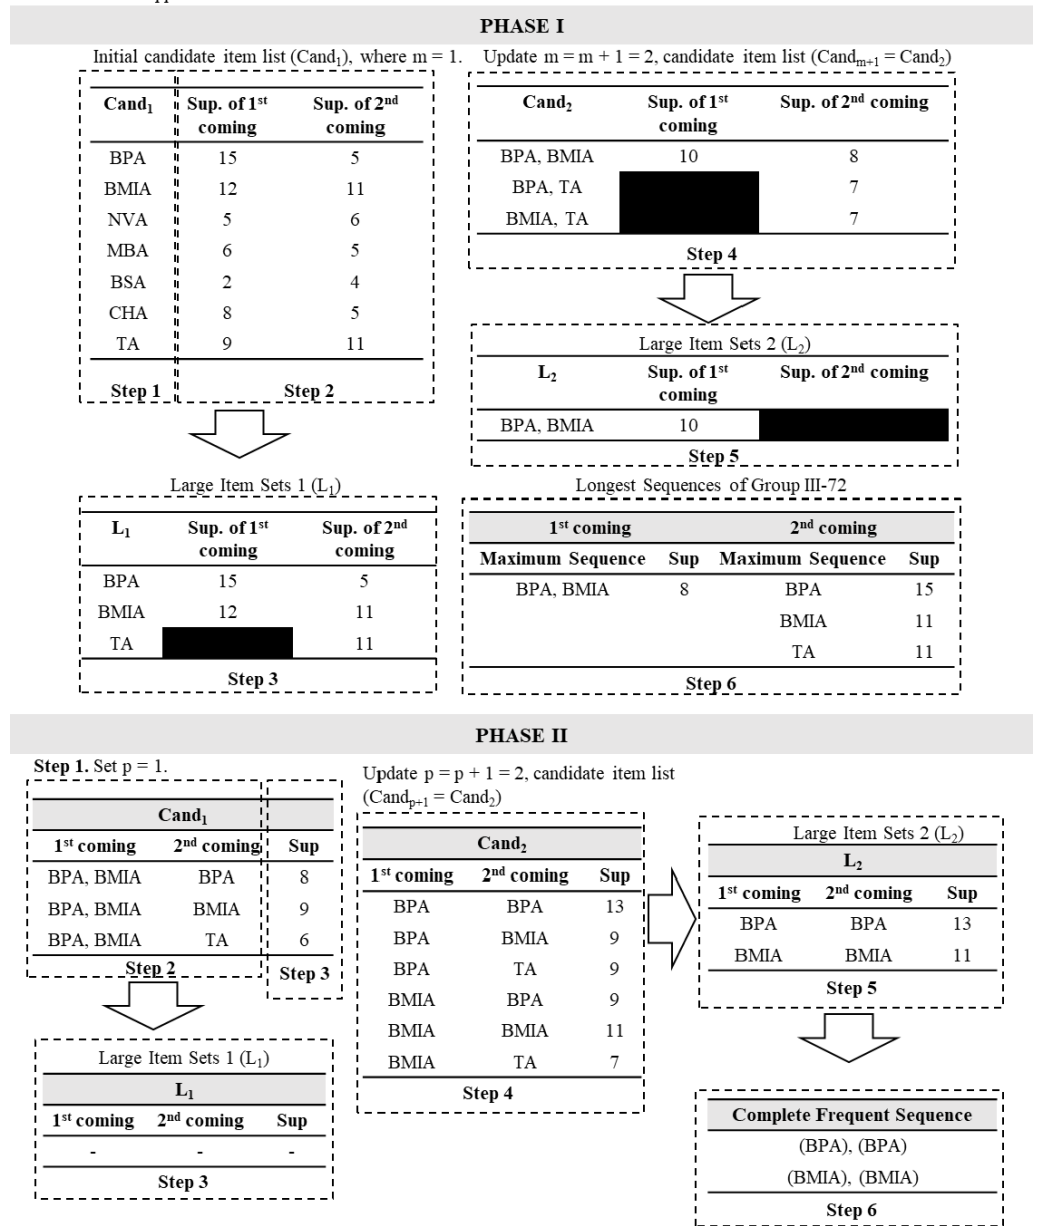 PHASE I
Initial candidate item list (Cand1), where m = 1.
Cand1 Sup. of 1st coming Sup. of 2nd coming
BPA 15 5
BMIA 12 11
NVA 5 6
MBA 6 5
BSA 2 4
CHA 8 5
TA 9 11
Step 1 Step 2
Update m = m + 1 = 2, candidate item list (Candm+1 = Cand2)
Cand2 Sup. of 1st coming Sup. of 2nd coming
BPA, BMIA 10 8
BPA, TA 7
BMIA, TA 7
Step 4
Large Item Sets 2 (L2)
L2 Sup. of 1st coming Sup. of 2nd coming
BPA, BMIA 10
Step 5
Large Item Sets 1 (L1)
L1 Sup. of 1st coming Sup. of 2nd coming
BPA 15 5
BMIA 12 11
TA 11
Step 3
Longest Sequences of Group III-72
1st coming 2nd coming
Maximum Sequence Sup Maximum Sequence Sup
BPA, BMIA 8 BPA 15
BMIA 11
TA 11
Step 6
PHASE II
Step 1. Set p = 1.
Cand1
1st coming 2nd coming Sup
BPA, BMIA BPA 8
BPA, BMIA BMIA 9
BPA, BMIA TA 6
Step 2 Step 3
Large Item Sets 1 (L1)
L1
1st coming 2nd coming Sup
- - -
Step 3
Update p = p + 1 = 2, candidate item list
(Candp+1 = Cand2)
Cand2
1st coming 2nd coming Sup
BPA BPA 13
BPA BMIA 9
BPA TA 9
BMIA BPA 9
BMIA BMIA 11
BMIA TA 7
Step 4
Large Item Sets 2 (L2)
L2
1st coming 2nd coming Sup
BPA BPA 13
BMIA BMIA 11
Step 5
Complete Frequent Sequence
(BPA), (BPA)
(BMIA), (BMIA)
Step 6